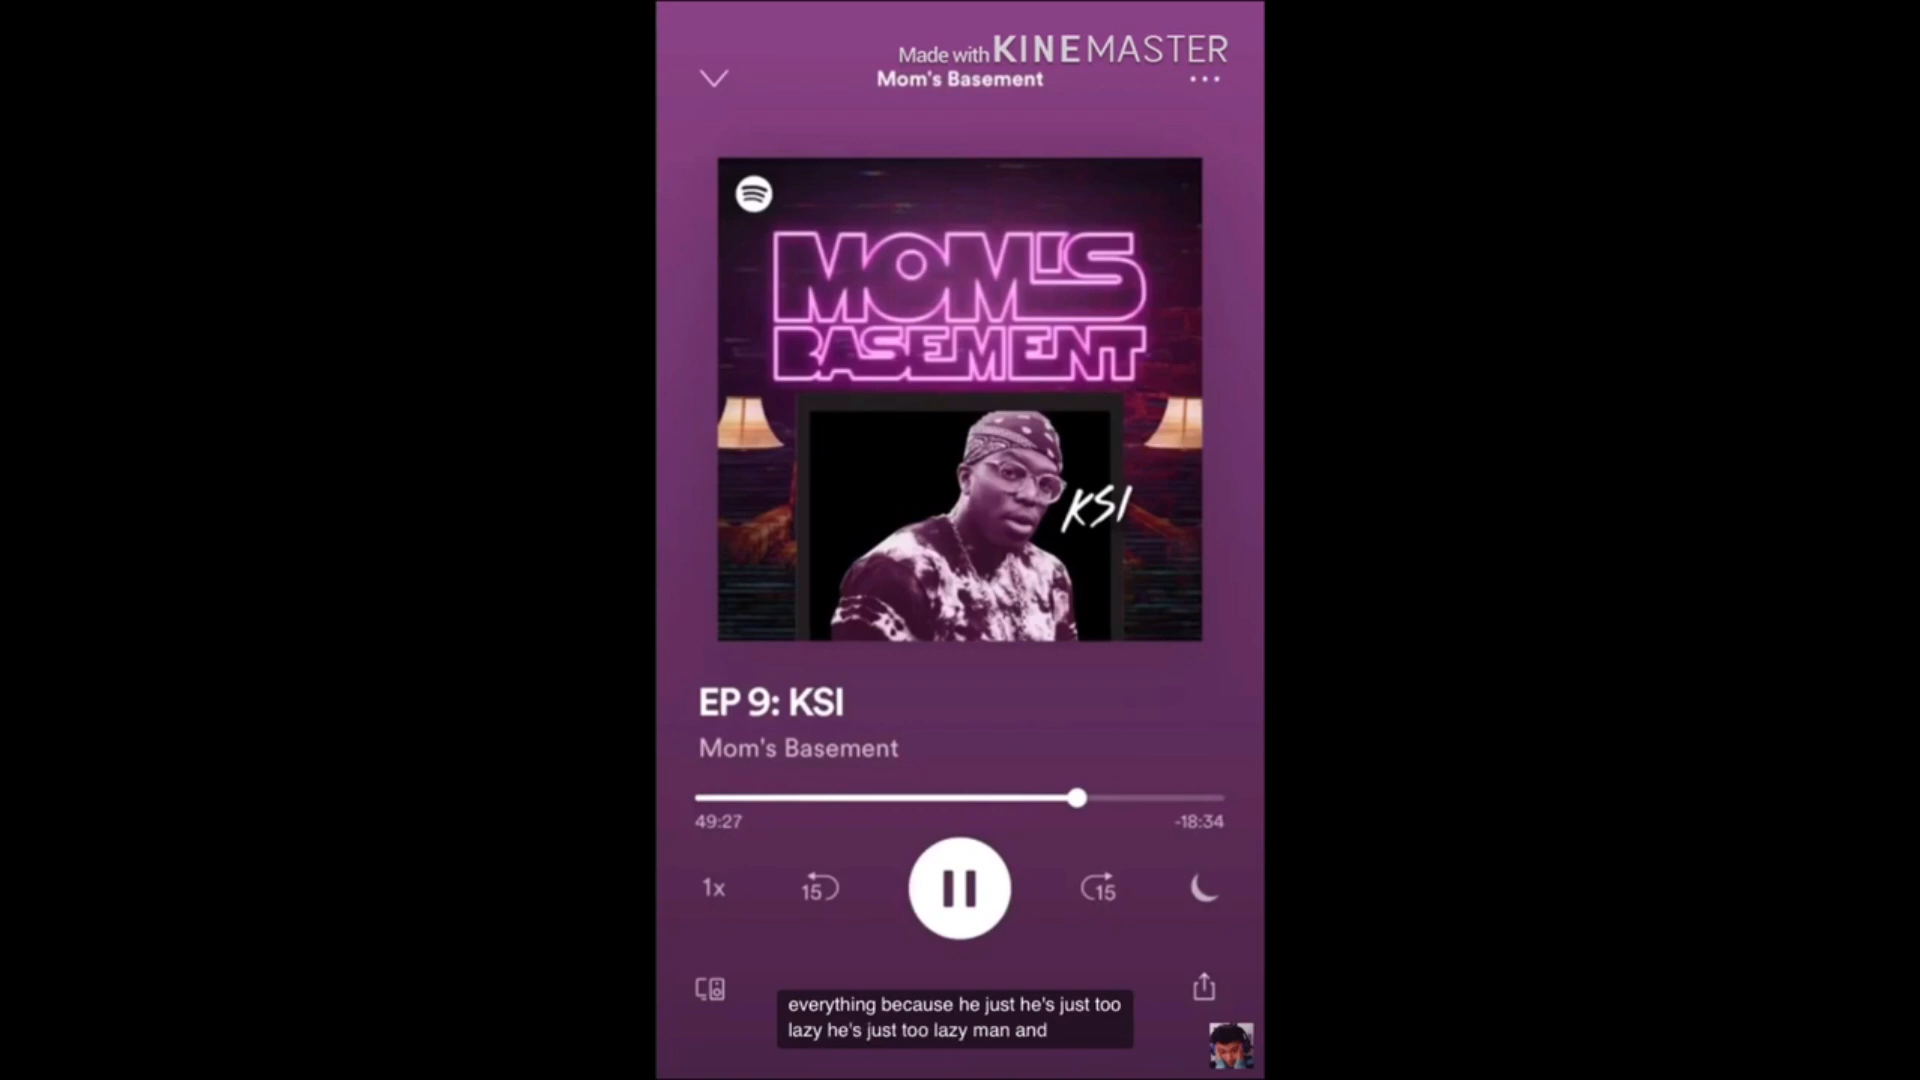 Made with KINEMASTER
Mom's Basement
MOM'S
BASEMENT
KSI
EP 9: KSI
Mom's Basement
49:27
-18:34
1x
15
15
everything because he just he's just too
lazy he's just too lazy man and